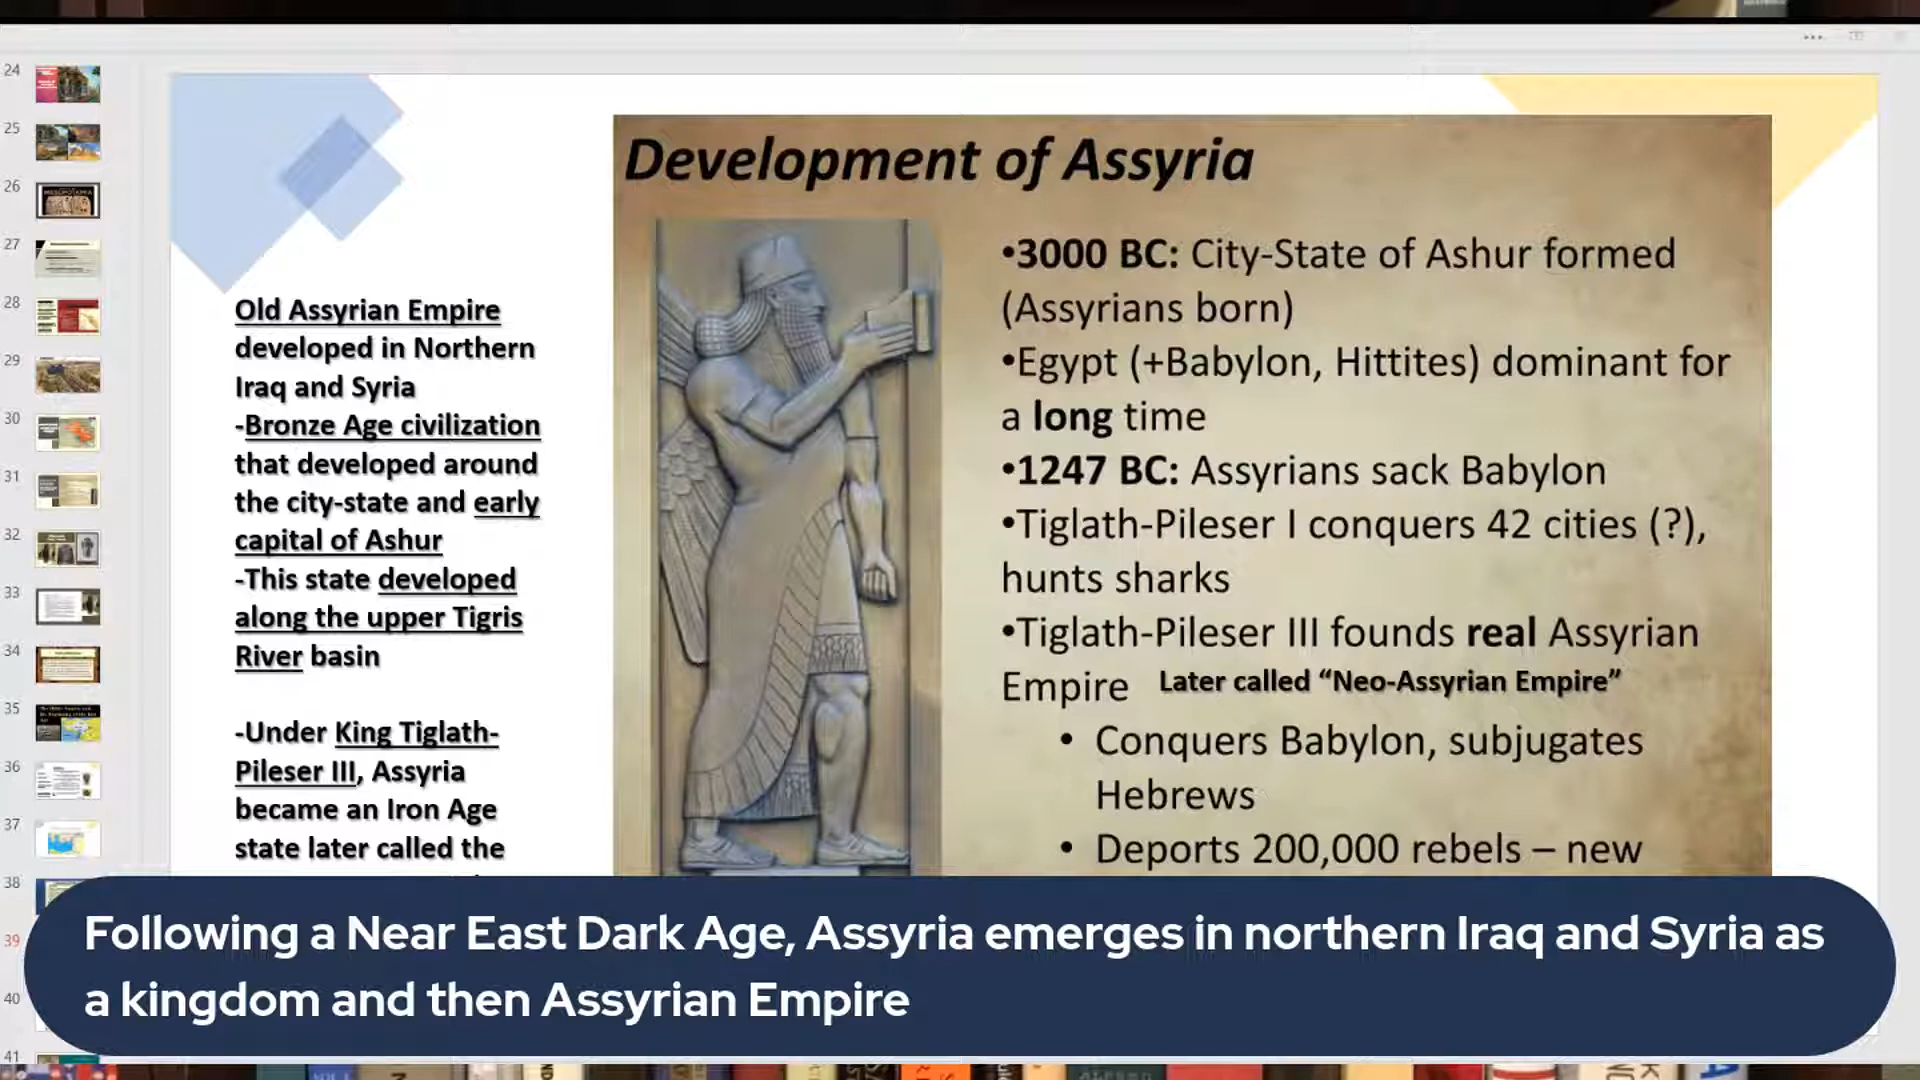 24
25
26
27
28
29
30
31
32
33
34
35
36
37
38
39
40
41
Old Assyrian Empire
developed in Northern
Iraq and Syria
-Bronze Age civilization
that developed around
the city-state and early
capital of Ashur
-This state developed
along the upper Tigris
River basin
-Under King Tiglath-
Pileser III, Assyria
became an Iron Age
state later called the
Development of Assyria
•3000 BC: City-State of Ashur formed
(Assyrians born)
•Egypt (+Babylon, Hittites) dominant for
a long time
•1247 BC: Assyrians sack Babylon
•Tiglath-Pileser I conquers 42 cities (?),
hunts sharks
•Tiglath-Pileser III founds real Assyrian
Empire Later called “Neo-Assyrian Empire”
• Conquers Babylon, subjugates
Hebrews
• Deports 200,000 rebels – new
Following a Near East Dark Age, Assyria emerges in northern Iraq and Syria as
a kingdom and then Assyrian Empire